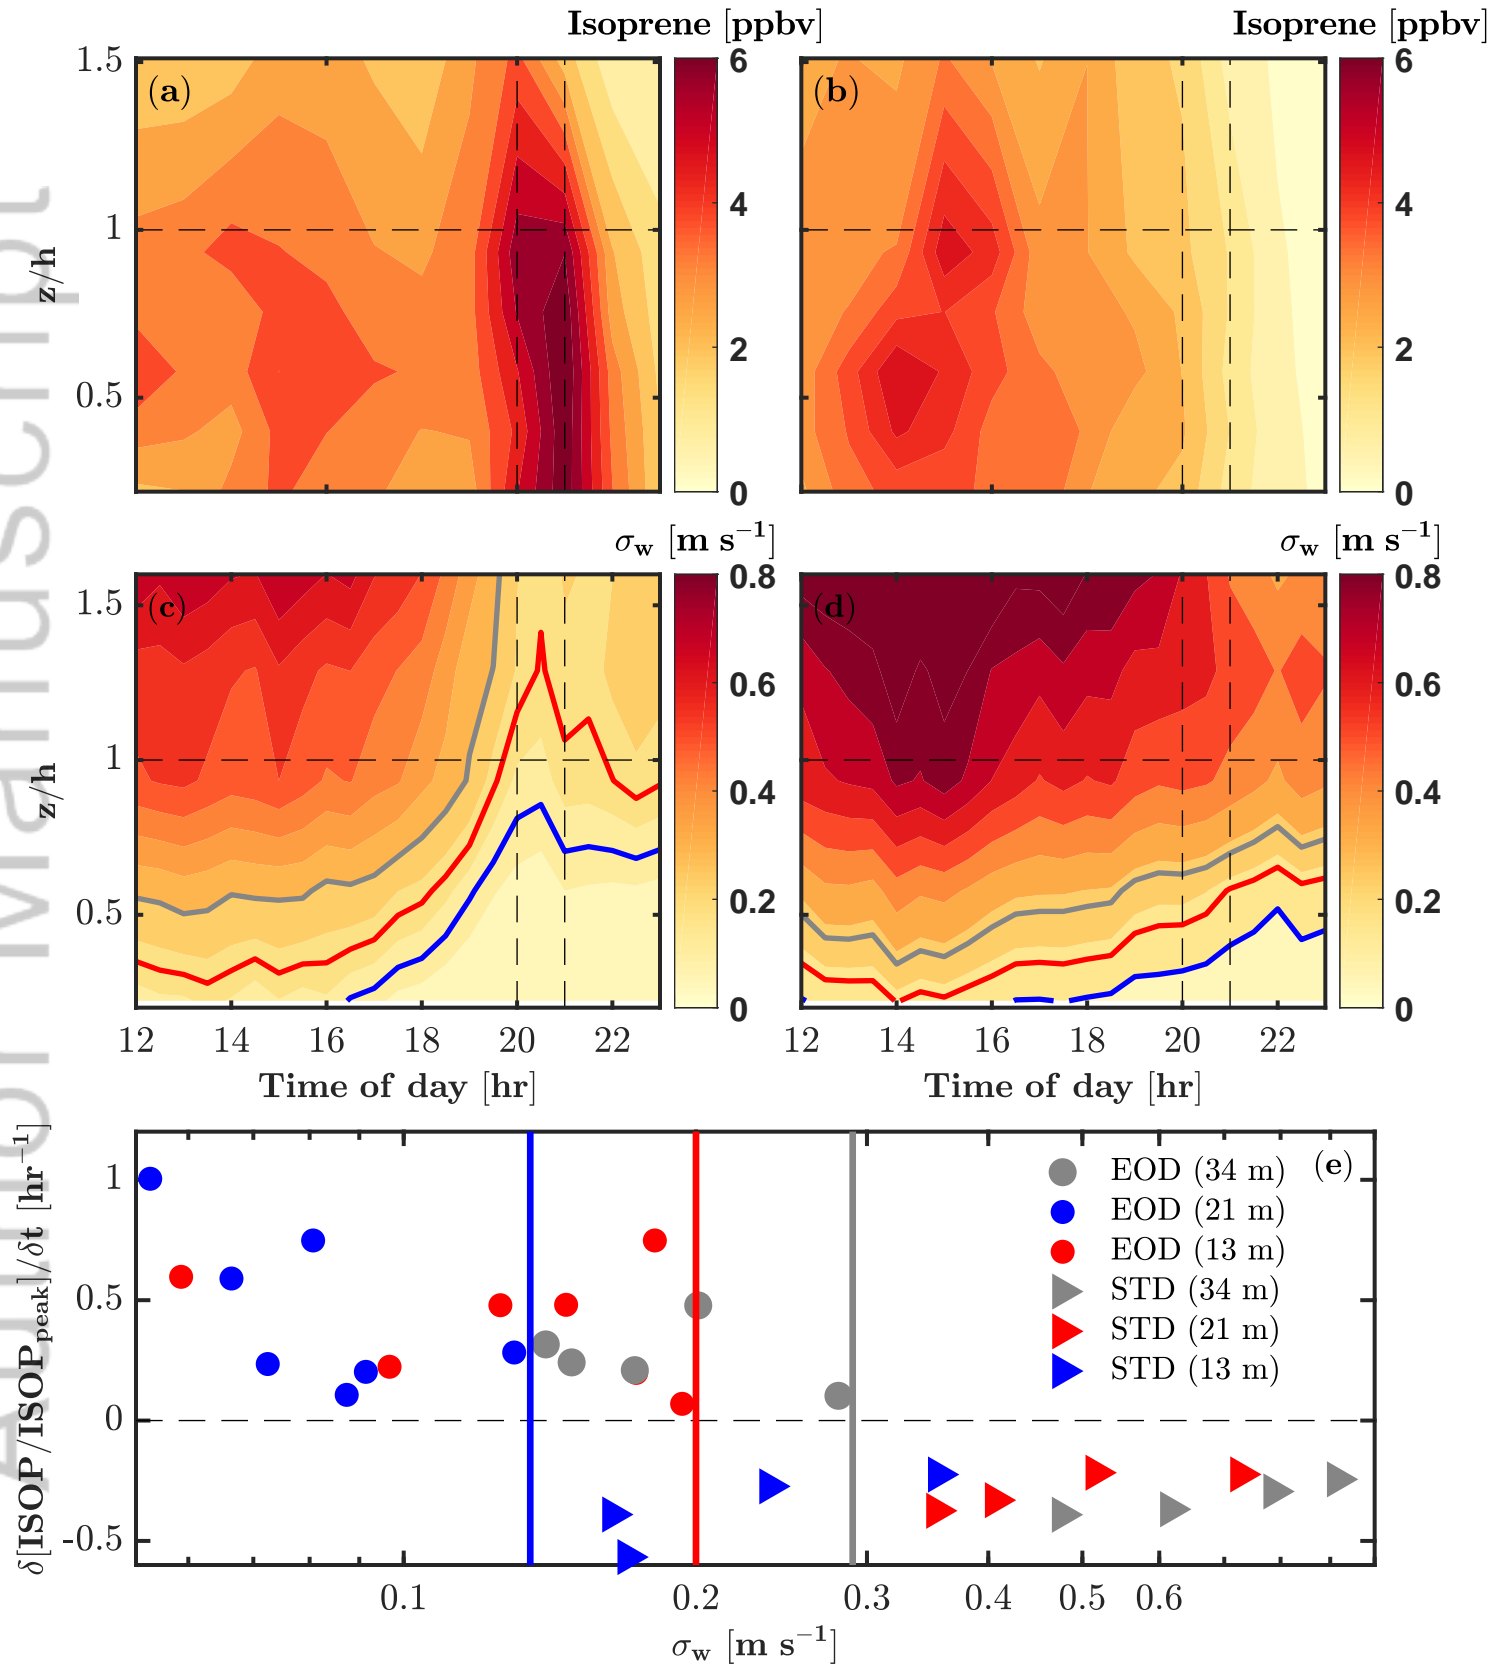 Isoprene [ppbv]
Isoprene [ppbv]
(a)
(b)
1.5
1
0.5
z/h
6
4
2
0
6
4
2
0
σw [m s−1]
σw [m s−1]
(c)
(d)
1.5
1
0.5
z/h
0.8
0.6
0.4
0.2
0
0.8
0.6
0.4
0.2
0
12 14 16 18 20 22
12 14 16 18 20 22
Time of day [hr]
Time of day [hr]
(e)
EOD (34 m)
EOD (21 m)
EOD (13 m)
STD (34 m)
STD (21 m)
STD (13 m)
1
0.5
0
-0.5
δ[ISOP/ISOPpeak]/δt [hr−1]
0.1 0.2 0.3 0.4 0.5 0.6
σw [m s−1]
Author Manuscript